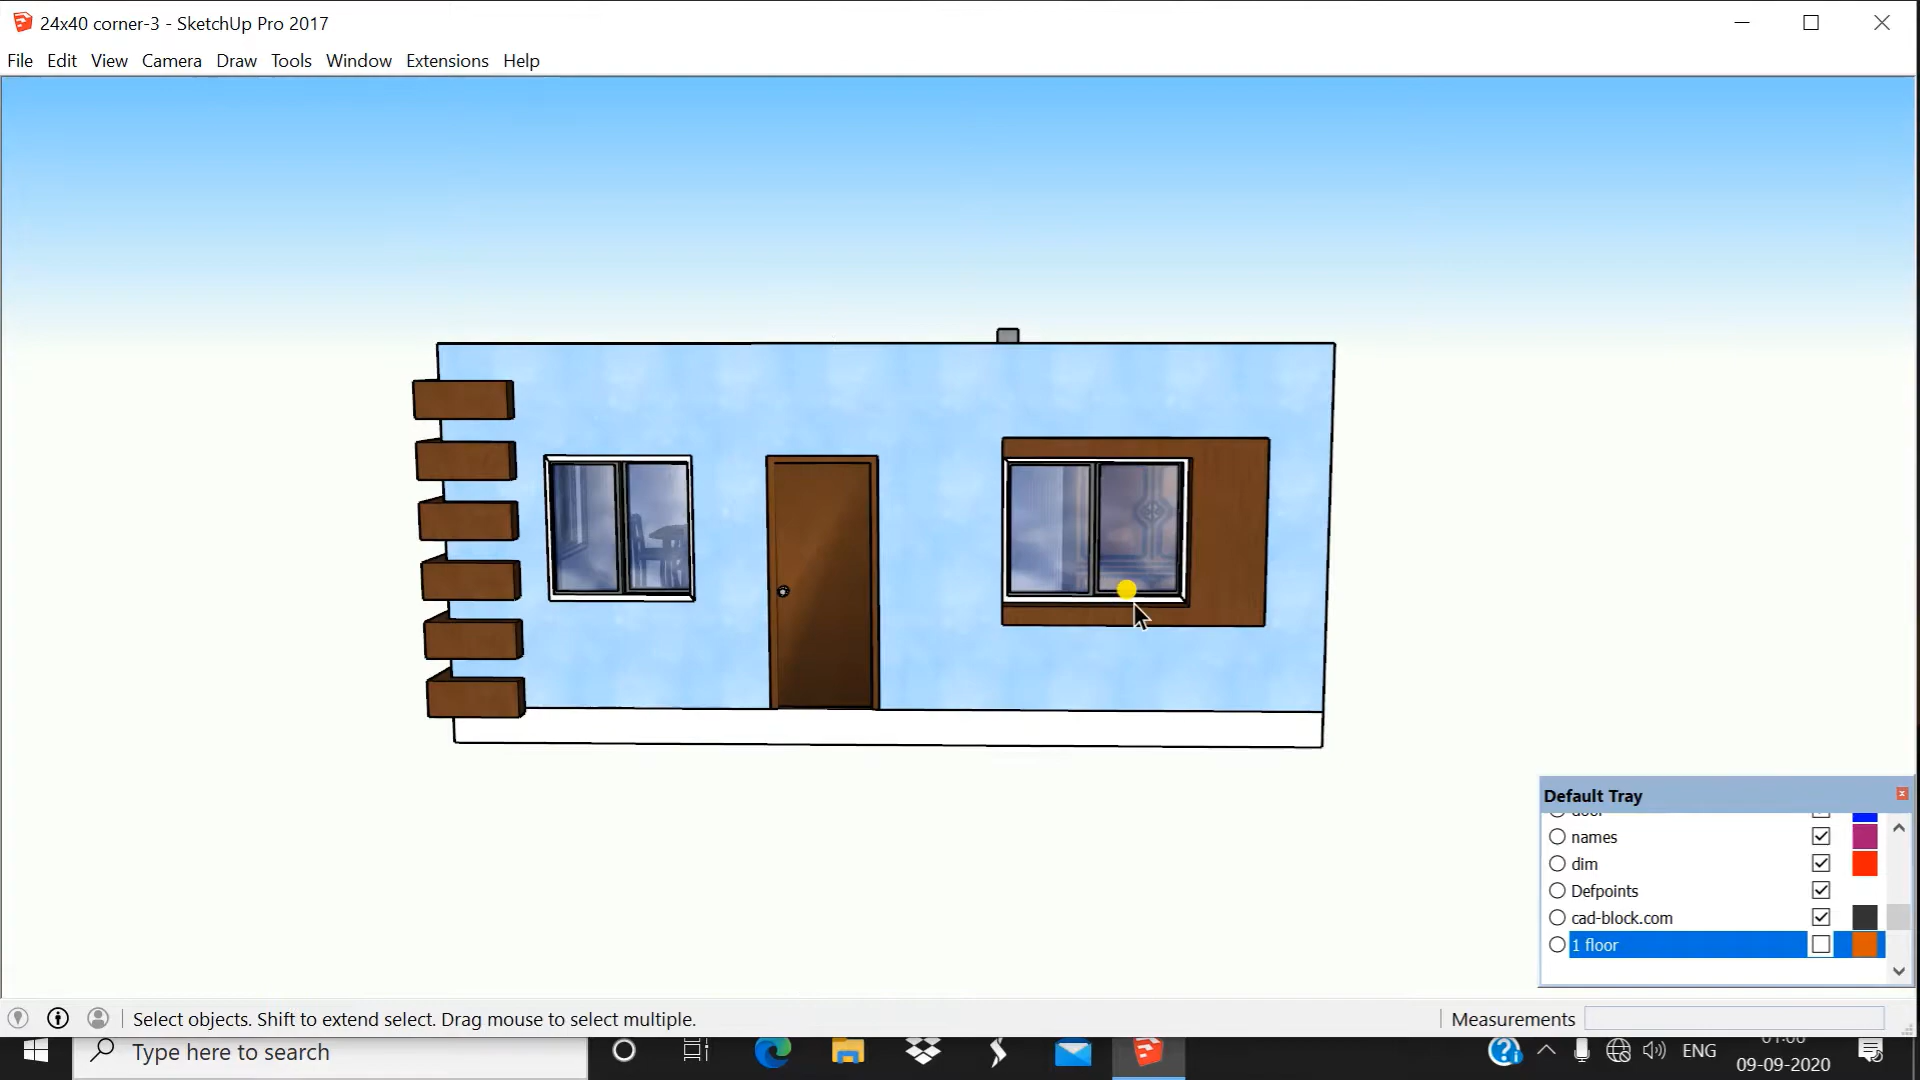 24x40 corner-3 - SketchUp Pro 2017
File Edit View Camera Draw Tools Window Extensions Help
Default Tray
names
dim
Defpoints
cad-block.com
1 floor
Select objects. Shift to extend select. Drag mouse to select multiple.
Measurements
Type here to search
ENG
09-09-2020